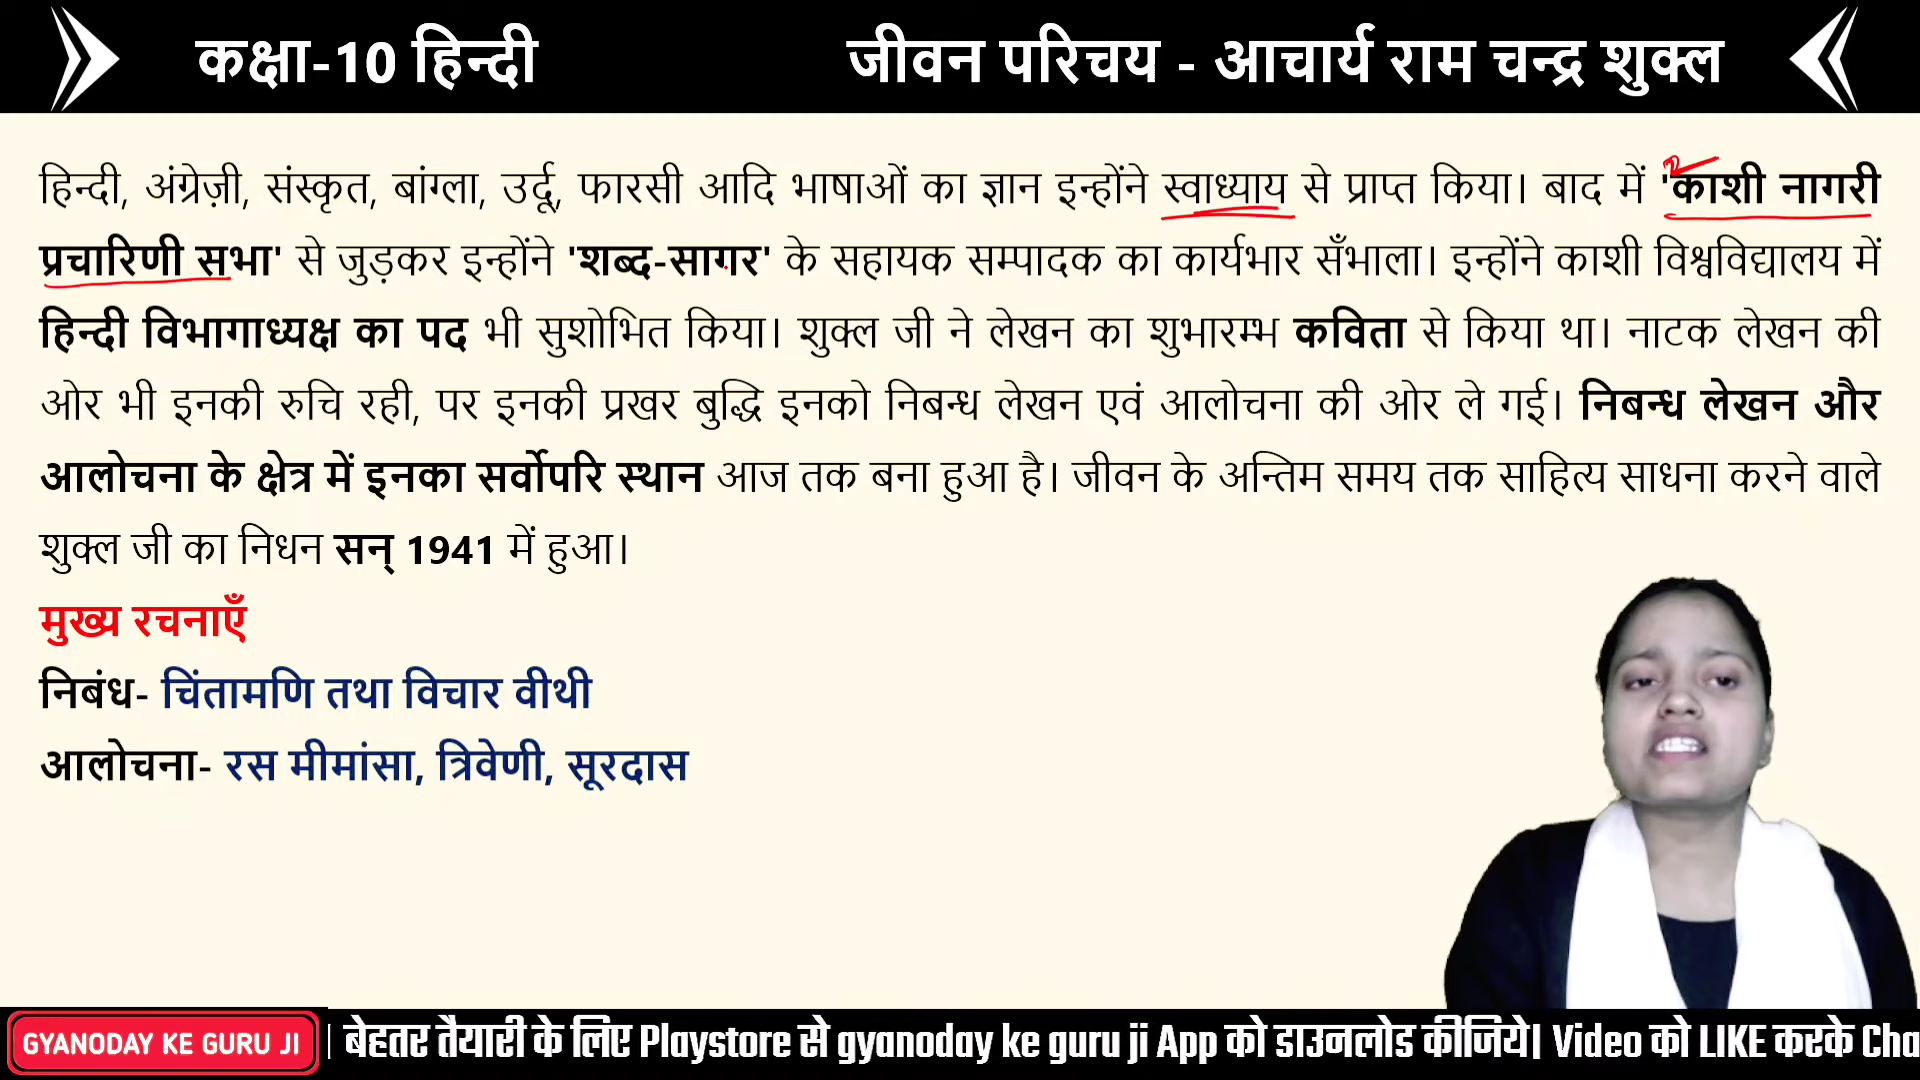 कक्षा-10 हिन्दी
जीवन परिचय - आचार्य राम चन्द्र शुक्ल
हिन्दी, अंग्रेज़ी, संस्कृत, बांग्ला, उर्दू, फारसी आदि भाषाओं का ज्ञान इन्होंने स्वाध्याय से प्राप्त किया। बाद में 'काशी नागरी
प्रचारिणी सभा' से जुड़कर इन्होंने 'शब्द-सागर' के सहायक सम्पादक का कार्यभार सँभाला। इन्होंने काशी विश्वविद्यालय में
हिन्दी विभागाध्यक्ष का पद भी सुशोभित किया। शुक्ल जी ने लेखन का शुभारम्भ कविता से किया था। नाटक लेखन की
ओर भी इनकी रुचि रही, पर इनकी प्रखर बुद्धि इनको निबन्ध लेखन एवं आलोचना की ओर ले गई। निबन्ध लेखन और
आलोचना के क्षेत्र में इनका सर्वोपरि स्थान आज तक बना हुआ है। जीवन के अन्तिम समय तक साहित्य साधना करने वाले
शुक्ल जी का निधन सन् 1941 में हुआ।
मुख्य रचनाएँ
निबंध- चिंतामणि तथा विचार वीथी
आलोचना- रस मीमांसा, त्रिवेणी, सूरदास
GYANODAY KE GURU JI | बेहतर तैयारी के लिए Playstore से gyanoday ke guru ji App को डाउनलोड कीजिये। Video को LIKE करके Cha